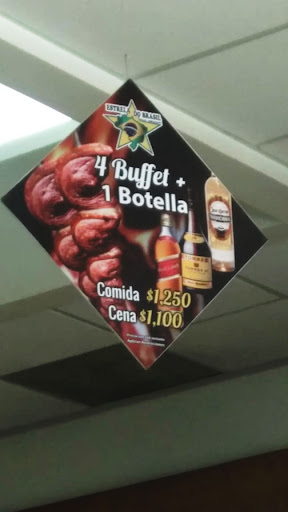 ESTRELA DO BRASIL
4 Buffet +
1 Botella
Comida $1,250
Cena $1,100